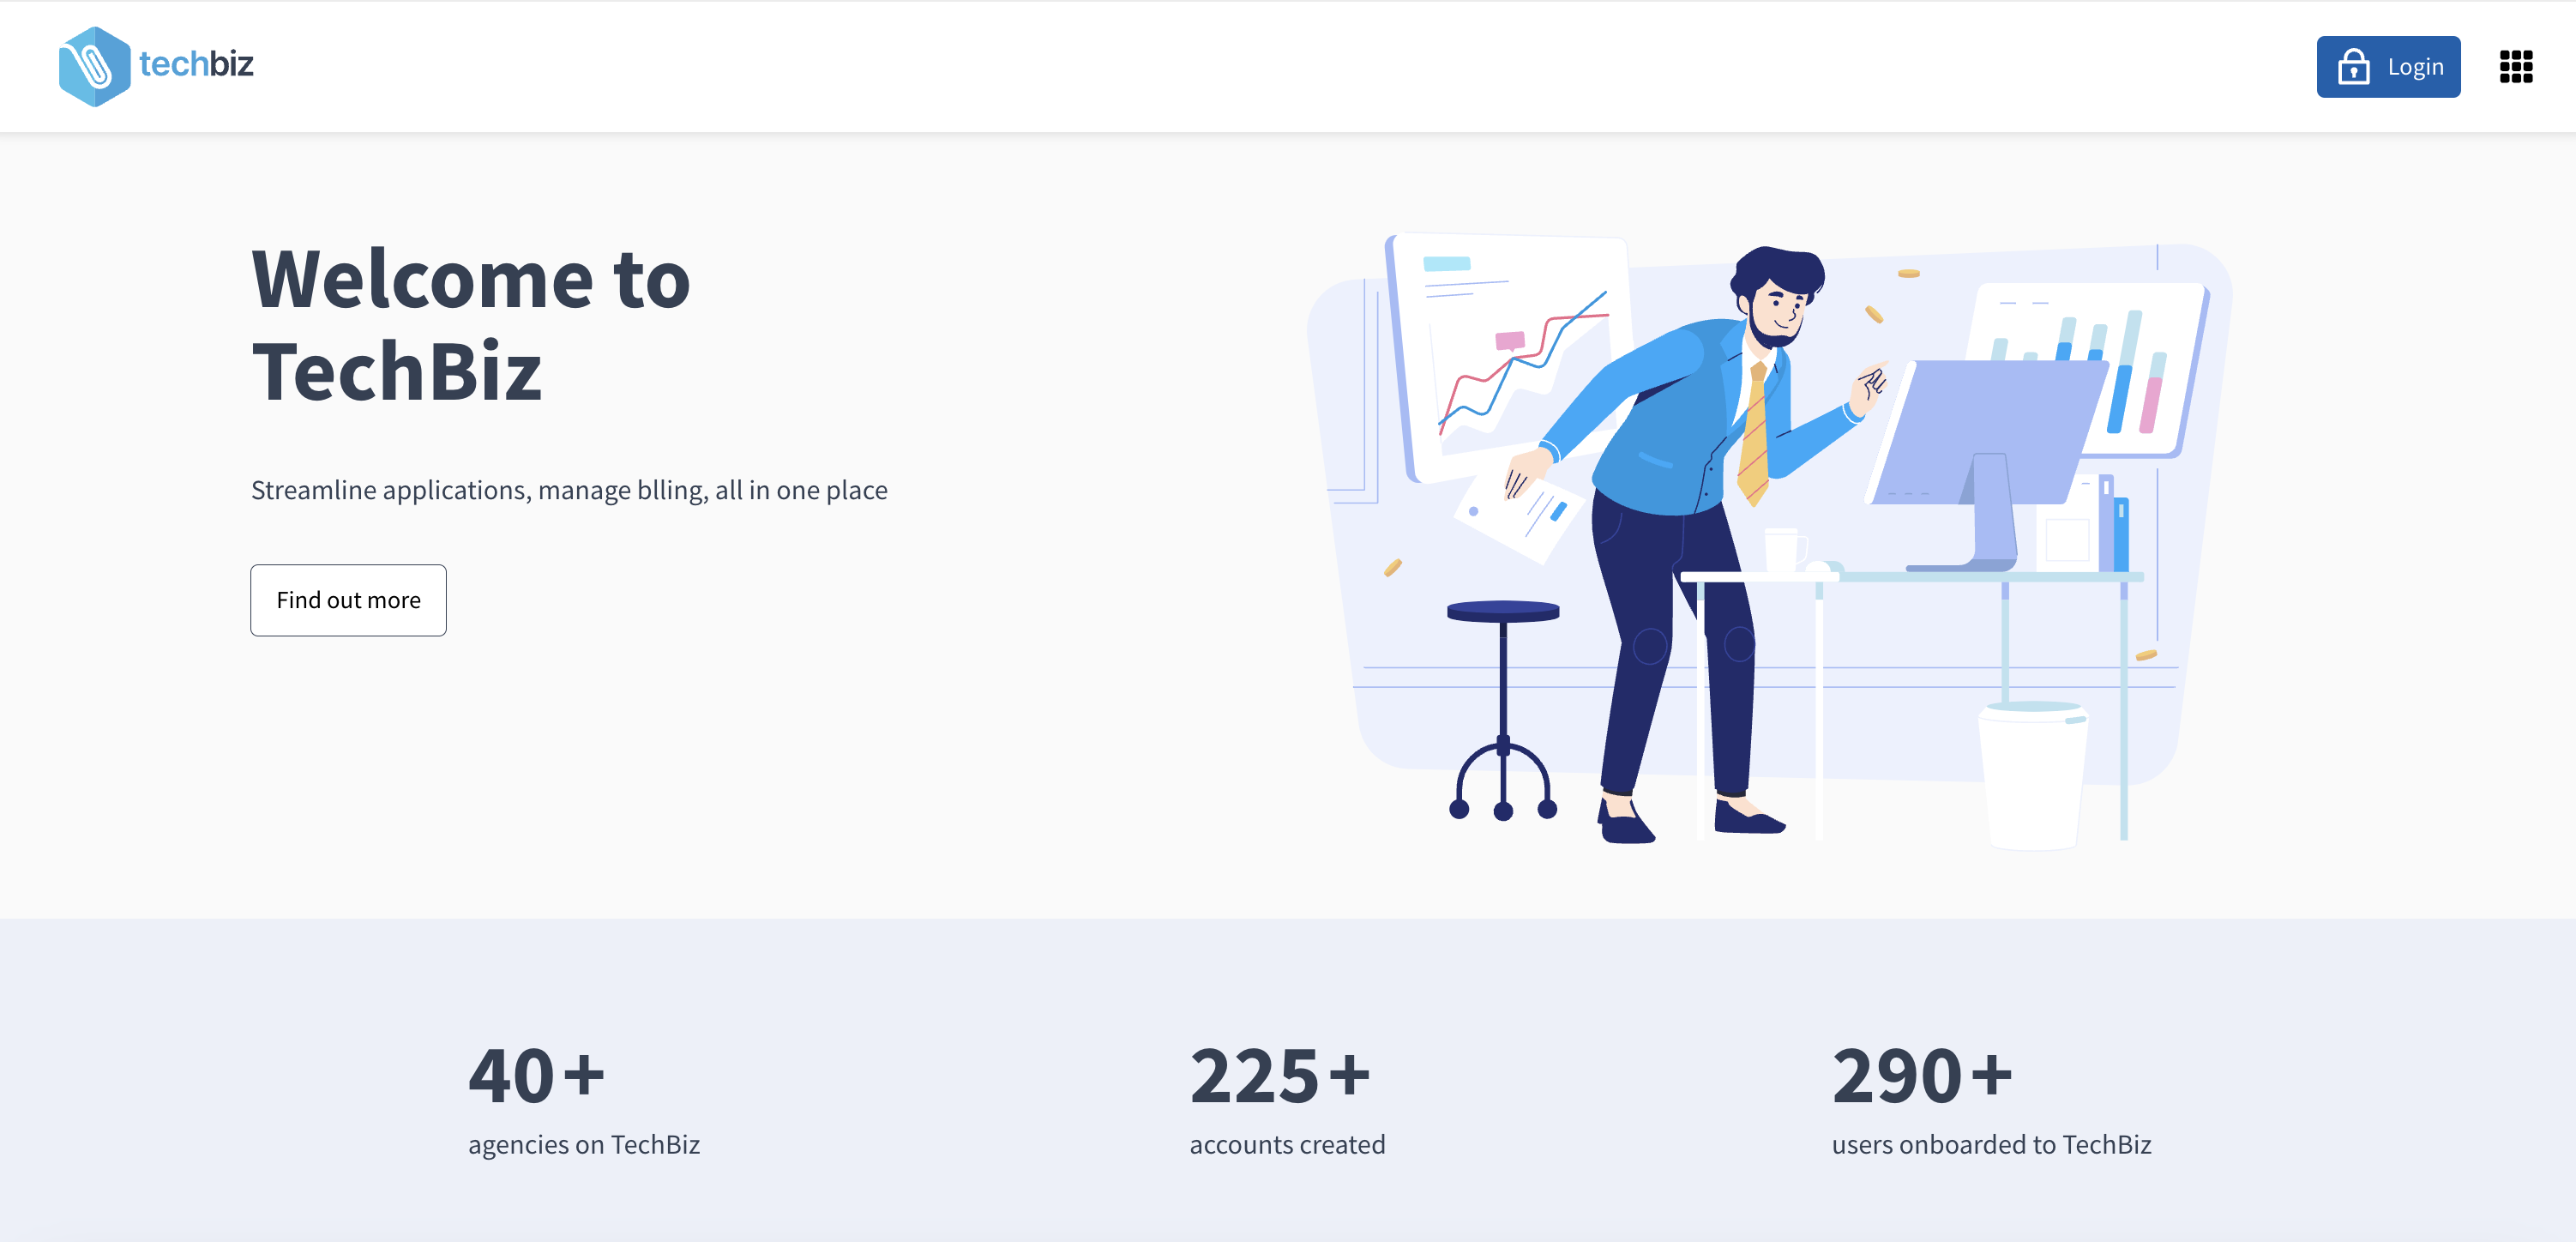 techbiz
Login
Welcome to
TechBiz
Streamline applications, manage blling, all in one place
Find out more
40+ 225+ 290+
agencies on TechBiz accounts created users onboarded to TechBiz